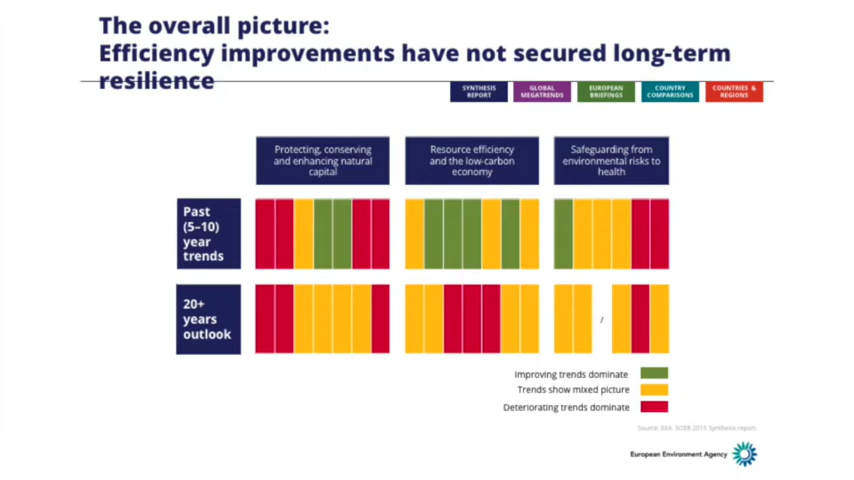 The overall picture:
Efficiency improvements have not secured long-term
resilience
SYNTHESIS
REPORT
GLOBAL
MEGATRENDS
EUROPEAN
BRIEFINGS
COUNTRY
COMPARISONS
COUNTRIES &
REGIONS
Protecting, conserving
and enhancing natural
capital
Resource efficiency
and the low-carbon
economy
Safeguarding from
environmental risks to
health
Past
(5–10)
year
trends
20+
years
outlook
/
Improving trends dominate
Trends show mixed picture
Deteriorating trends dominate
Source: EEA. SOER 2015 Synthesis report.
European Environment Agency